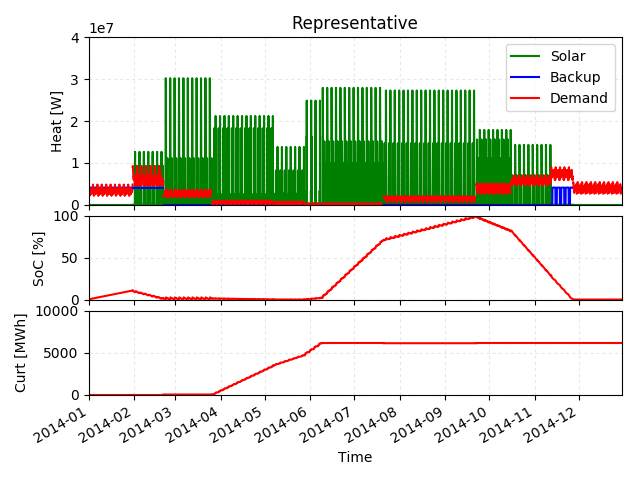 Representative
1e7
4
3
2
1
0
Heat [W]
Solar
Backup
Demand
100
50
0
SoC [%]
10000
5000
0
Curt [MWh]
2014-01
2014-02
2014-03
2014-04
2014-05
2014-06
2014-07
2014-08
2014-09
2014-10
2014-11
2014-12
Time